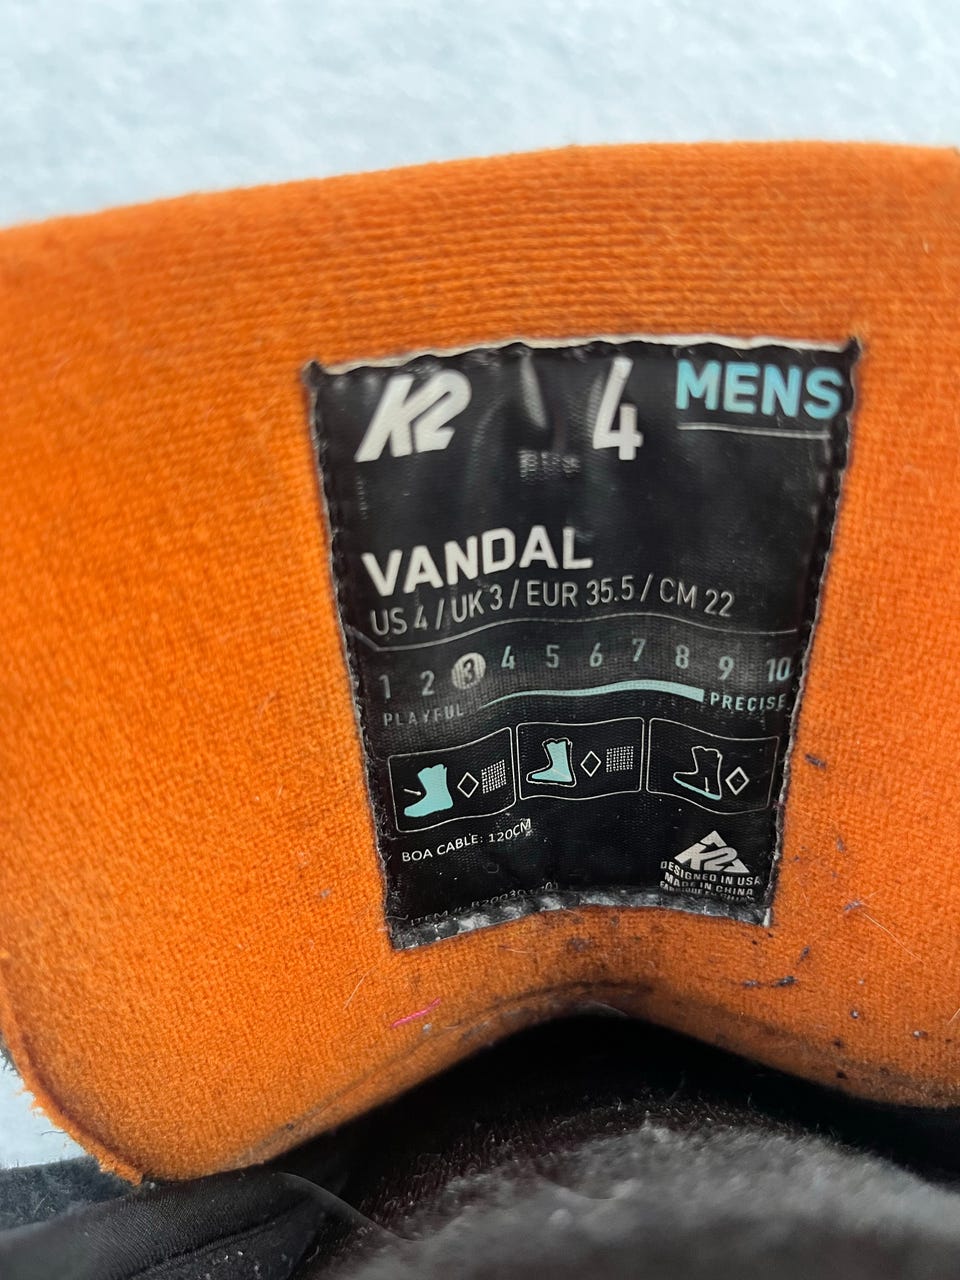 K2 4 MENS
VANDAL
US 4 / UK 3 / EUR 35.5 / CM 22
1 2 3 4 5 6 7 8 9 10
PLAYFUL PRECISE
BOA CABLE: 120CM
K2
DESIGNED IN USA
MADE IN CHINA
ITEM #